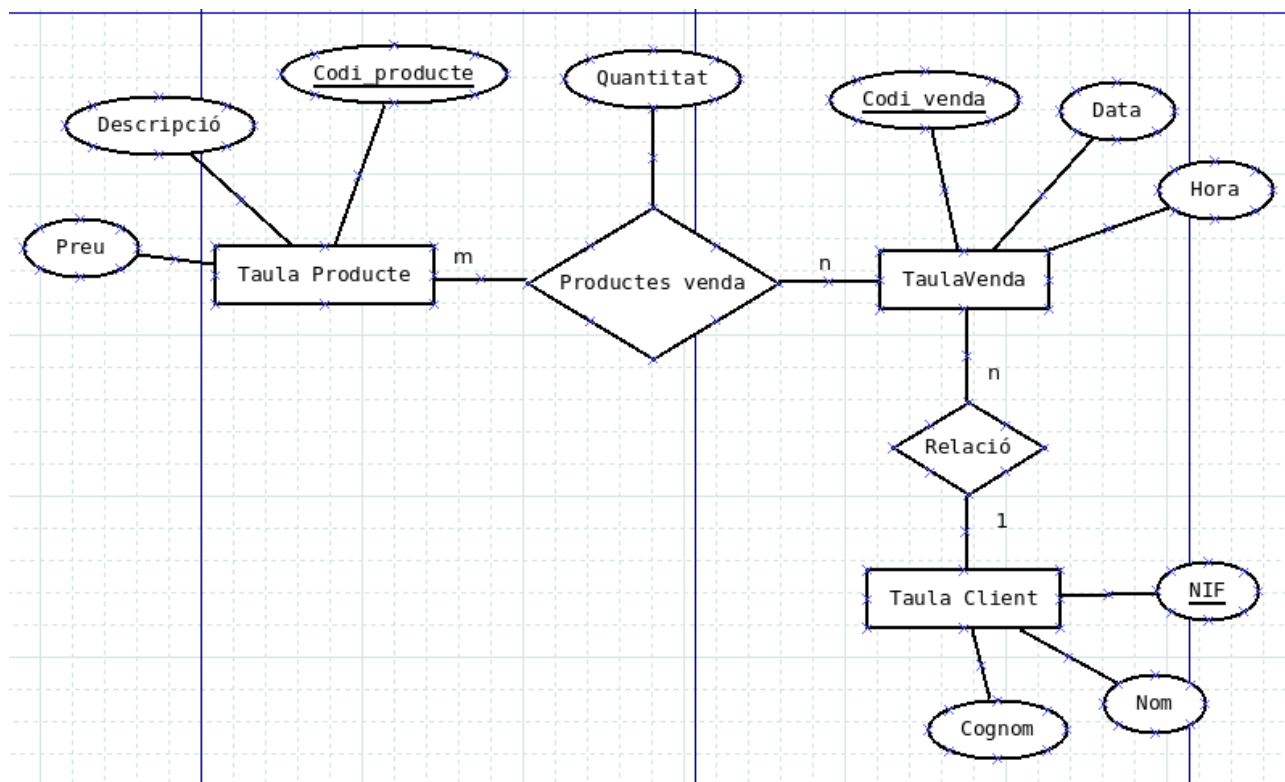 Codi_producte
Quantitat
Codi_venda
Data
Descripció
Hora
Preu
Taula Producte
m
Productes venda
n
TaulaVenda
n
Relació
1
Taula Client
NIF
Nom
Cognom